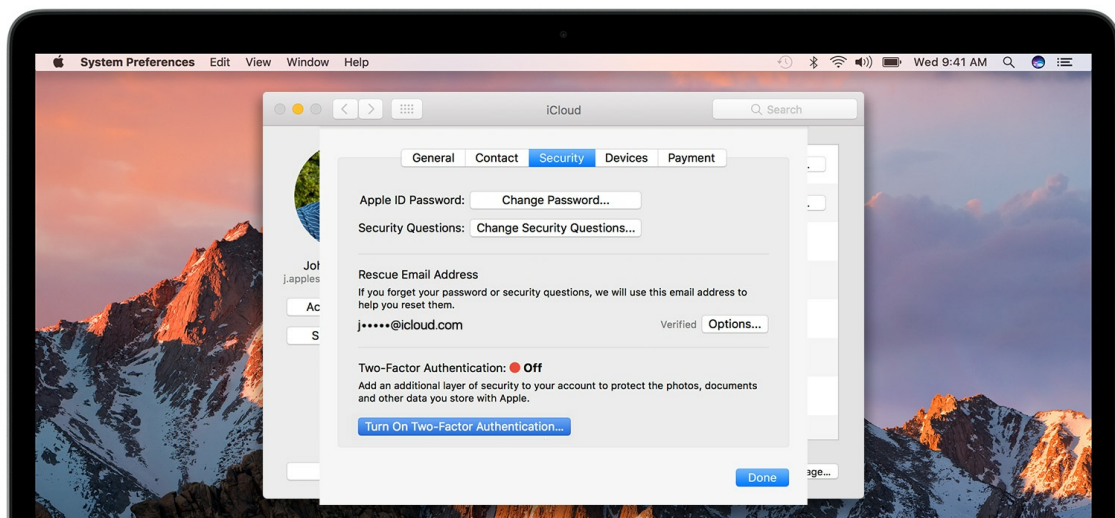 System Preferences Edit View Window Help Wed 9:41 AM
iCloud Search
General Contact Security Devices Payment
Apple ID Password: Change Password...
Security Questions: Change Security Questions...
Joh
j.apples
Rescue Email Address
If you forget your password or security questions, we will use this email address to
help you reset them.
Ac
j•••••@icloud.com Verified Options...
S
Two-Factor Authentication: Off
Add an additional layer of security to your account to protect the photos, documents
and other data you store with Apple.
Turn On Two-Factor Authentication...
Done
age...